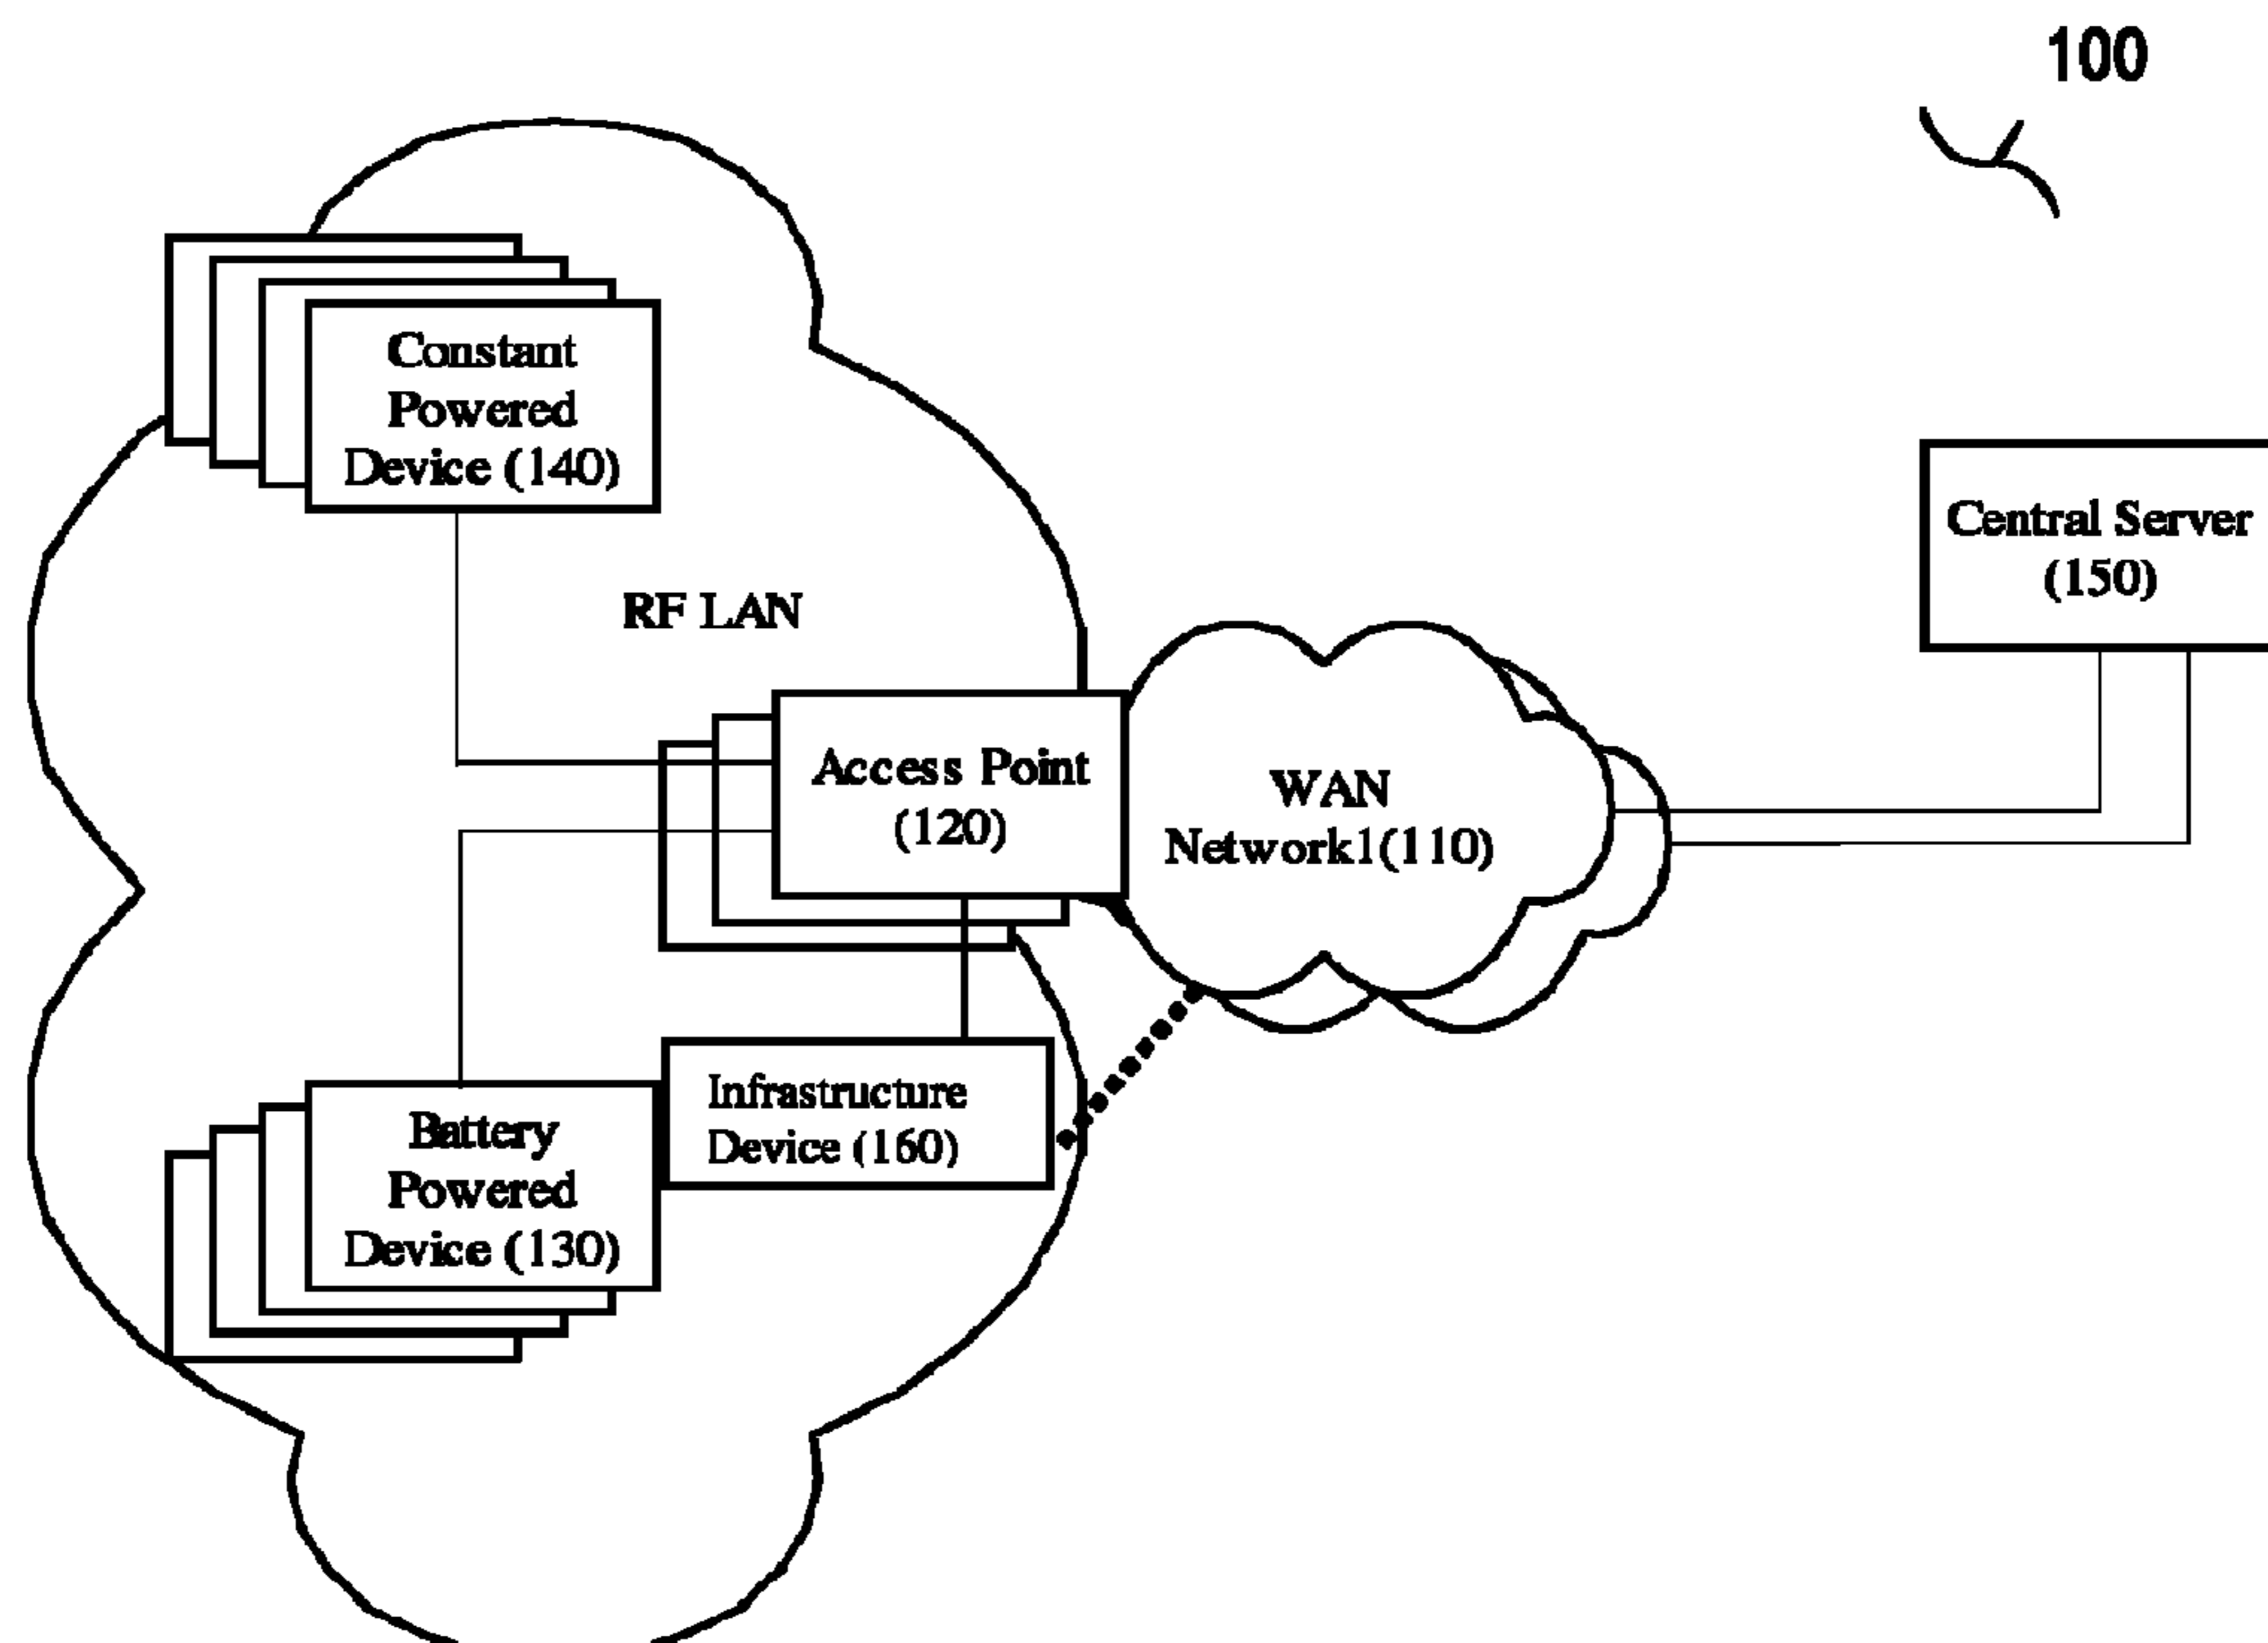 100
Constant
Powered
Device (140)
RF LAN
Central Server
(150)
Access Point
(120)
WAN
Network1(110)
Infrastructure
Device (160)
Battery
Powered
Device (130)